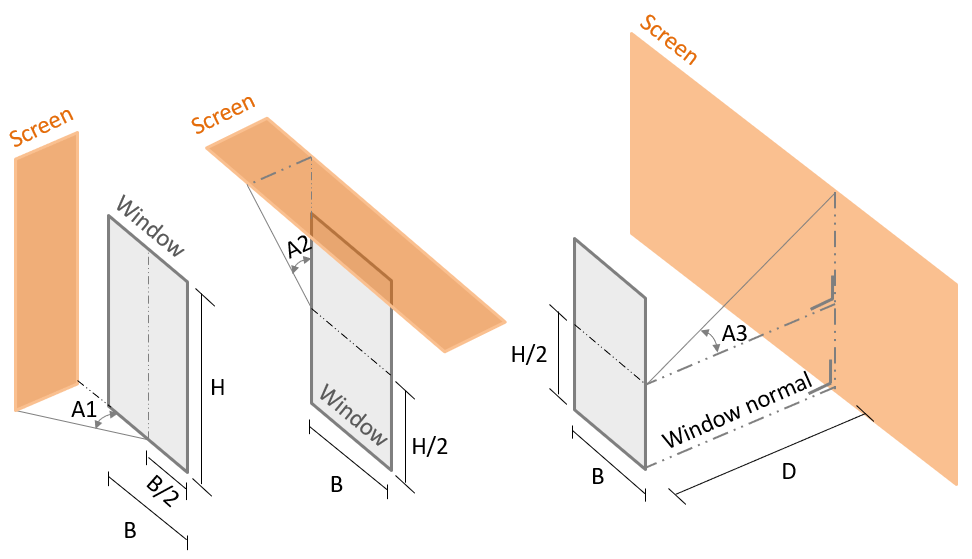 Screen
Window
A1
H
B/2
B
Screen
A2
Window
H/2
B
Screen
A3
H/2
Window normal
B
D